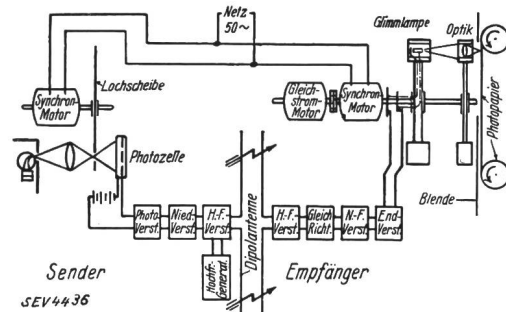 Netz
50~
Glimmlampe
Optik
Lochscheibe
Synchron-
Motor
Gleich-
strom-
Motor
Synchron-
Motor
Photopapier
Photozelle
Photo-
Verst.
Nied.-
Verst.
H.-F.-
Verst.
Hochfr.-
General.
Dipolantenne
H.-F.-
Verst.
Gleich
Richt.
N.-F.-
Verst.
End-
Verst.
Blende
Sender
Empfänger
SEV4436